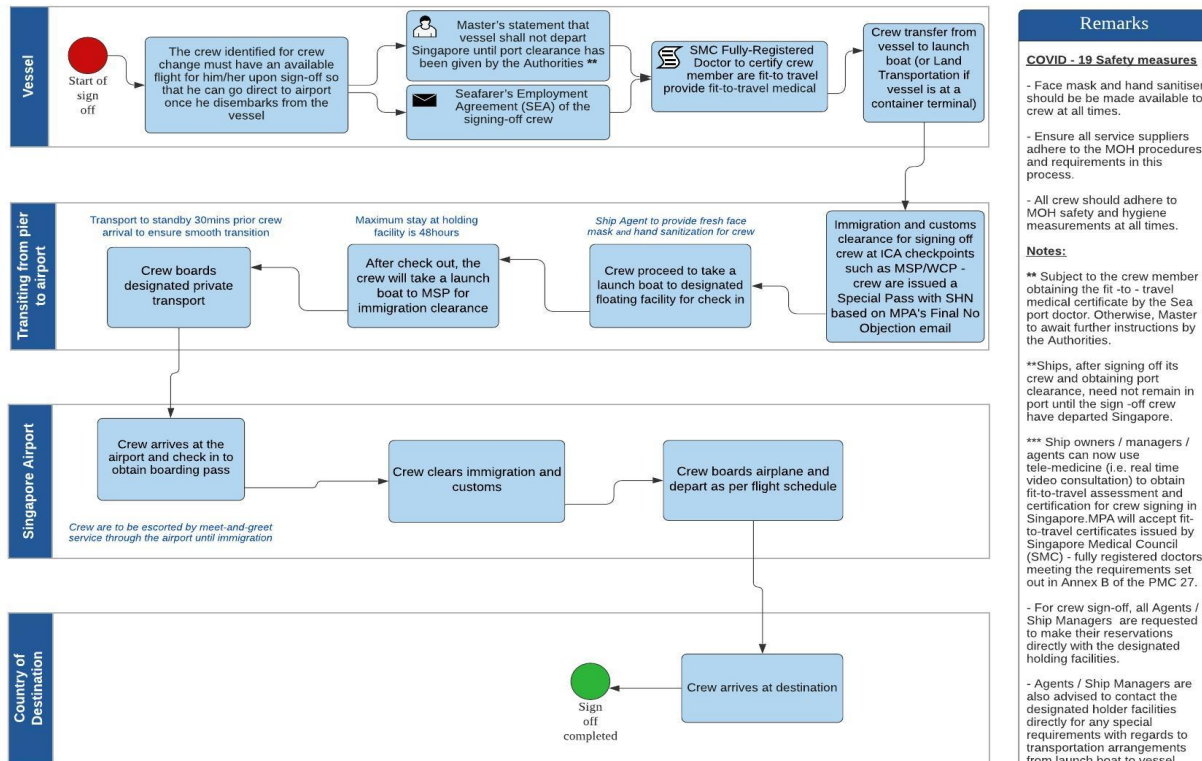 Vessel
Start of
sign
off
The crew identified for crew
change must have an available
flight for him/her upon sign-off so
that he can go direct to airport
once he disembarks from the
vessel
Master's statement that
vessel shall not depart
Singapore until port clearance has
been given by the Authorities **
Seafarer's Employment
Agreement (SEA) of the
signing-off crew
SMC Fully-Registered
Doctor to certify crew
member are fit-to travel
provide fit-to-travel medical
Crew transfer from
vessel to launch
boat (or Land
Transportation if
vessel is at a
container terminal)
Transiting from pier
to airport
Transport to standby 30mins prior crew
arrival to ensure smooth transition
Crew boards
designated private
transport
Maximum stay at holding
facility is 48hours
After check out, the
crew will take a launch
boat to MSP for
immigration clearance
Ship Agent to provide fresh face
mask and hand sanitization for crew
Crew proceed to take a
launch boat to designated
floating facility for check in
Immigration and customs
clearance for signing off
crew at ICA checkpoints
such as MSP/WCP -
crew are issued a
Special Pass with SHN
based on MPA's Final No
Objection email
Singapore Airport
Crew arrives at the
airport and check in to
obtain boarding pass
Crew are to be escorted by meet-and-greet
service through the airport until immigration
Crew clears immigration and
customs
Crew boards airplane and
depart as per flight schedule
Country of
Destination
Sign
off
completed
Crew arrives at destination
Remarks
COVID - 19 Safety measures
- Face mask and hand sanitiser
should be be made available to
crew at all times.
- Ensure all service suppliers
adhere to the MOH procedures
and requirements in this
process.
- All crew should adhere to
MOH safety and hygiene
measurements at all times.
Notes:
** Subject to the crew member
obtaining the fit -to - travel
medical certificate by the Sea
port doctor. Otherwise, Master
to await further instructions by
the Authorities.
**Ships, after signing off its
crew and obtaining port
clearance, need not remain in
port until the sign -off crew
have departed Singapore.
*** Ship owners / managers /
agents can now use
tele-medicine (i.e. real time
video consultation) to obtain
fit-to-travel assessment and
certification for crew signing in
Singapore.MPA will accept fit-
to-travel certificates issued by
Singapore Medical Council
(SMC) - fully registered doctors
meeting the requirements set
out in Annex B of the PMC 27.
- For crew sign-off, all Agents /
Ship Managers are requested
to make their reservations
directly with the designated
holding facilities.
- Agents / Ship Managers are
also advised to contact the
designated holder facilities
directly for any special
requirements with regards to
transportation arrangements
from launch boat to vessel